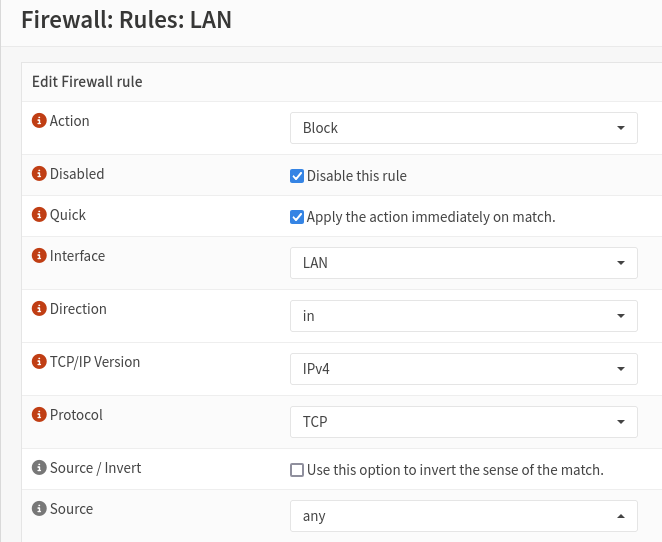 Firewall: Rules: LAN
Edit Firewall rule
Action Block
Disabled Disable this rule
Quick Apply the action immediately on match.
Interface LAN
Direction in
TCP/IP Version IPv4
Protocol TCP
Source / Invert Use this option to invert the sense of the match.
Source any